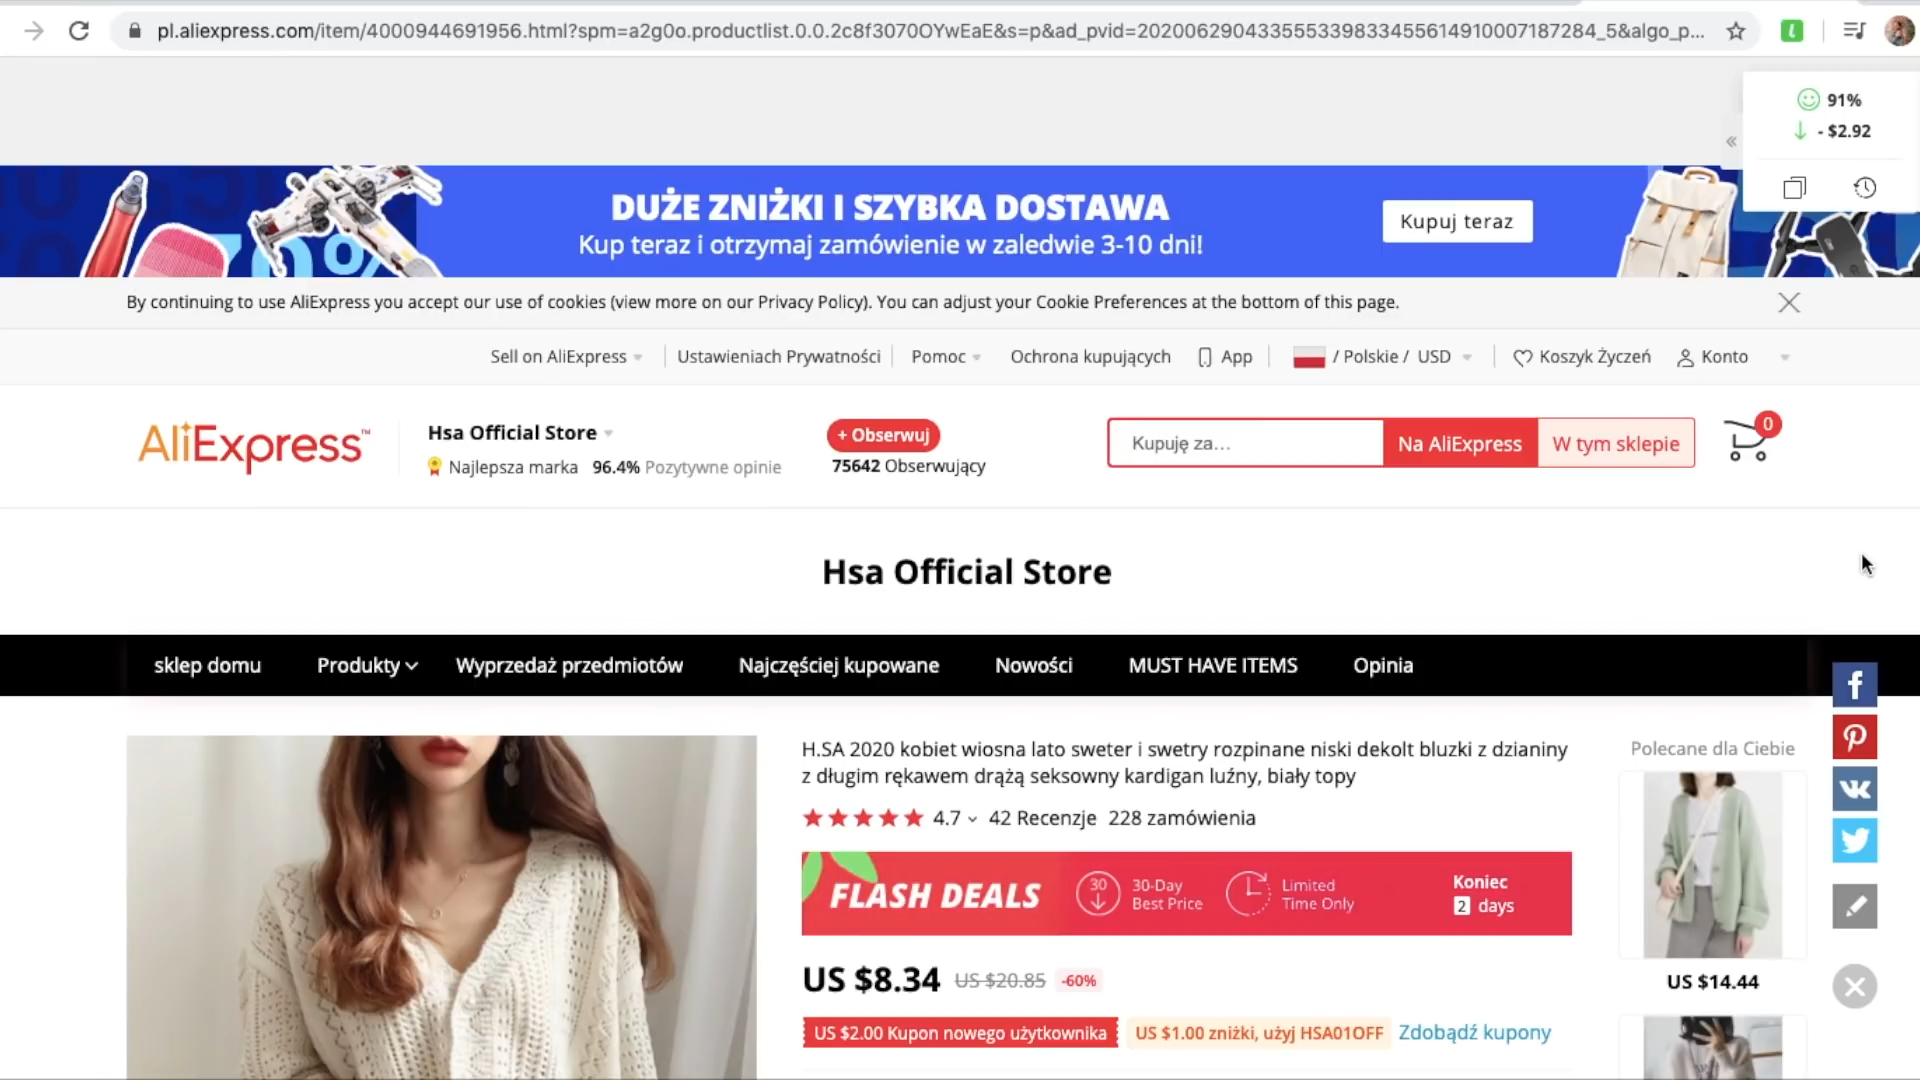 pl.aliexpress.com/item/4000944691956.html?spm=a2g0o.productlist.0.0.2c8f3070OYwEaE&s=p&ad_pvid=202006290433555339833455614910007187284_5&algo_p...
91%
- $2.92
DUŻE ZNIŻKI I SZYBKA DOSTAWA
Kup teraz i otrzymaj zamówienie w zaledwie 3-10 dni!
Kupuj teraz
By continuing to use AliExpress you accept our use of cookies (view more on our Privacy Policy). You can adjust your Cookie Preferences at the bottom of this page.
Sell on AliExpress Ustawieniach Prywatności Pomoc Ochrona kupujących App / Polskie / USD Koszyk Życzeń Konto
AliExpress™
Hsa Official Store
Najlepsza marka 96.4% Pozytywne opinie
+ Obserwuj
75642 Obserwujący
Kupuję za...
Na AliExpress
W tym sklepie
0
Hsa Official Store
sklep domu Produkty Wyprzedaż przedmiotów Najczęściej kupowane Nowości MUST HAVE ITEMS Opinia
H.SA 2020 kobiet wiosna lato sweter i swetry rozpinane niski dekolt bluzki z dzianiny
z długim rękawem drążą seksowny kardigan luźny, biały topy
4.7 42 Recenzje 228 zamówienia
FLASH DEALS
30
30-Day
Best Price
Limited
Time Only
Koniec
2 days
US $8.34 US $20.85 -60%
US $2.00 Kupon nowego użytkownika US $1.00 zniżki, użyj HSA01OFF Zdobądź kupony
Polecane dla Ciebie
US $14.44